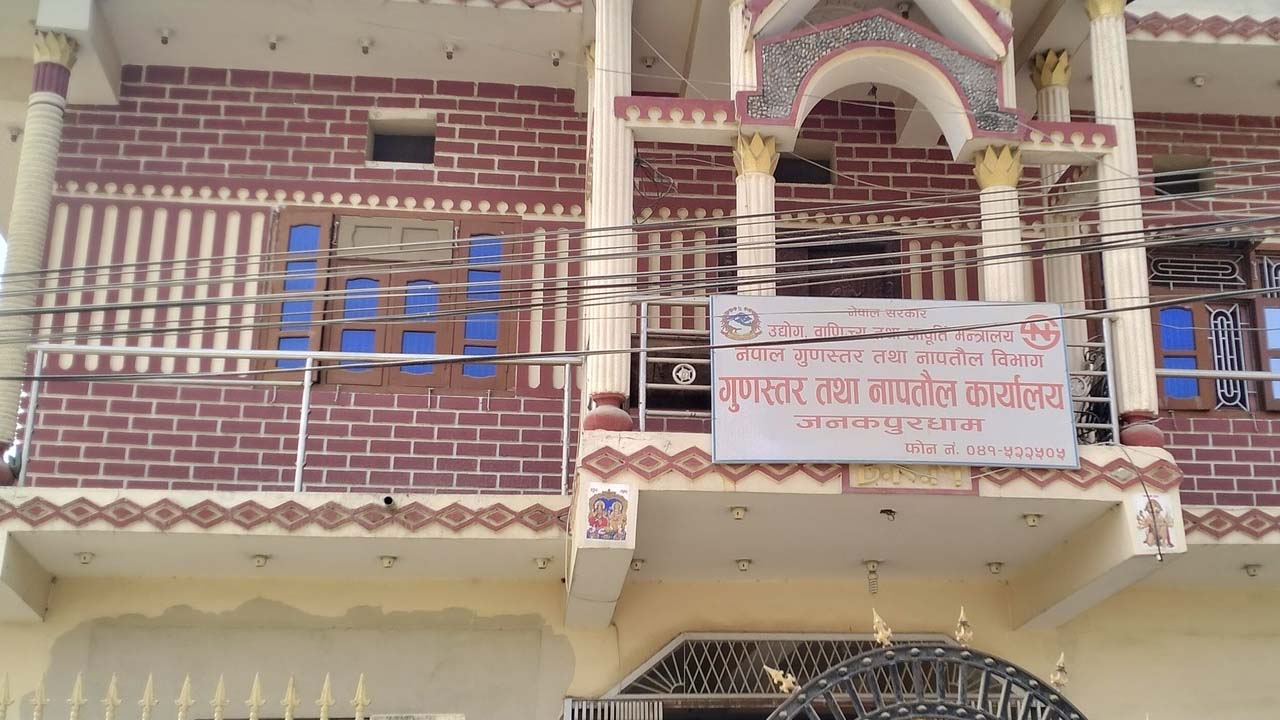 नेपाल सरकार
उद्योग, वाणिज्य तथा आपूर्ति मन्त्रालय
नेपाल गुणस्तर तथा नापतौल विभाग
गुणस्तर तथा नापतौल कार्यालय
जनकपुरधाम
फोन नं. ०४१-५२२५०५